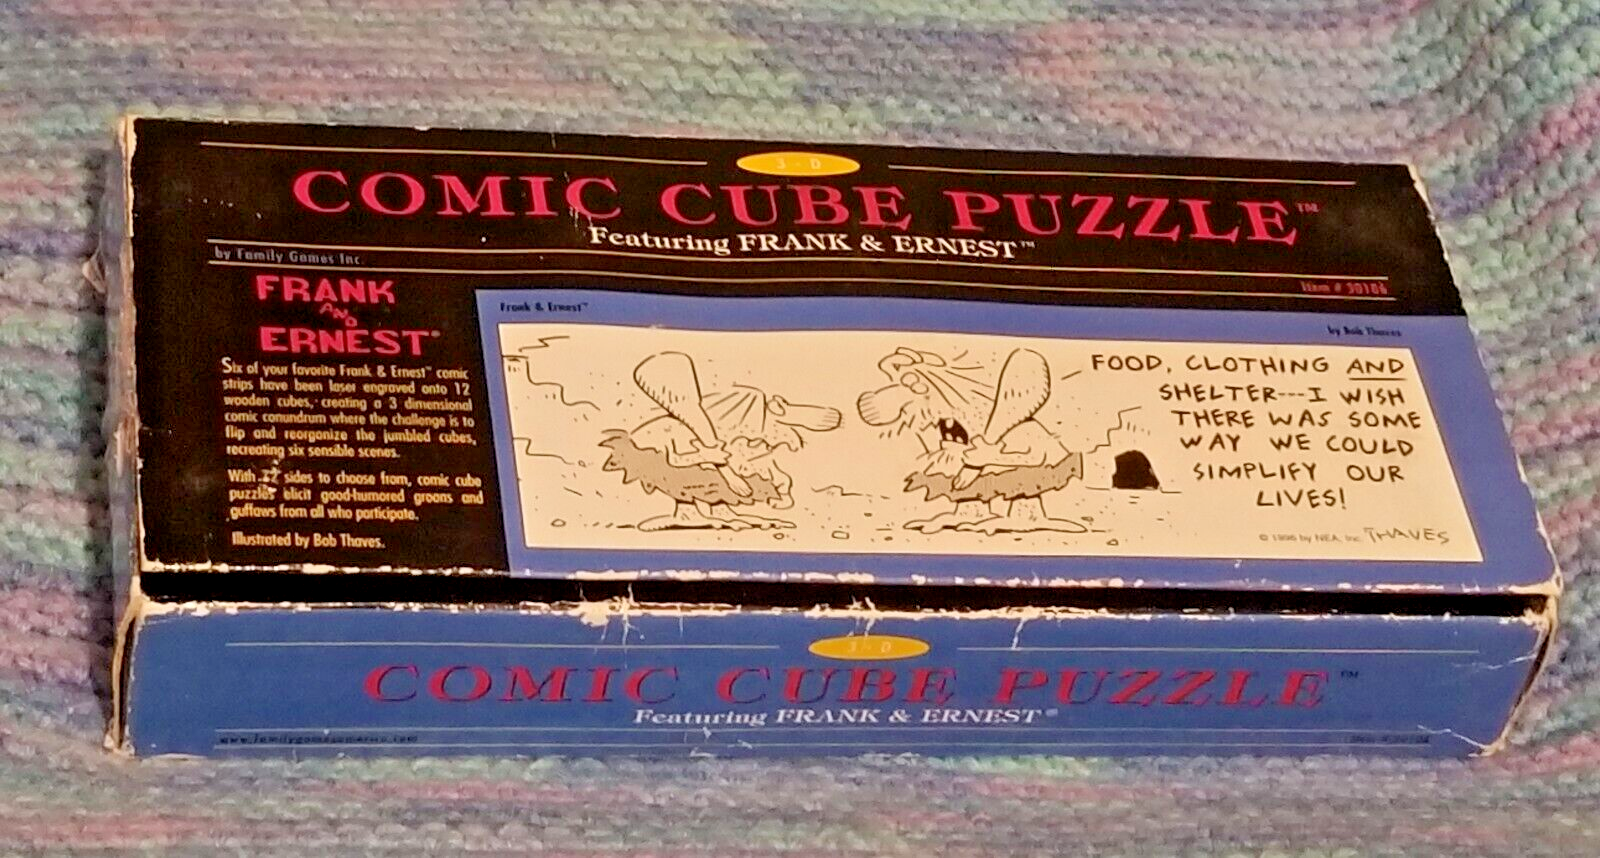 3 - D
COMIC CUBE PUZZLE™
Featuring FRANK & ERNEST™
by Family Games Inc.
Item # 50106
FRANK
AND
ERNEST®
Six of your favorite Frank & Ernest™ comic
strips have been laser engraved onto 12
wooden cubes, creating a 3 dimensional
comic conundrum where the challenge is to
flip and reorganize the jumbled cubes,
recreating six sensible scenes.
With 72 sides to choose from, comic cube
puzzles elicit good-humored groans and
guffaws from all who participate.
Illustrated by Bob Thaves.
Frank & Ernest™
by Bob Thaves
FOOD, CLOTHING AND
SHELTER---I WISH
THERE WAS SOME
WAY WE COULD
SIMPLIFY OUR
LIVES!
© 1996 by NEA, Inc. THAVES
3 - D
COMIC CUBE PUZZLE™
Featuring FRANK & ERNEST®